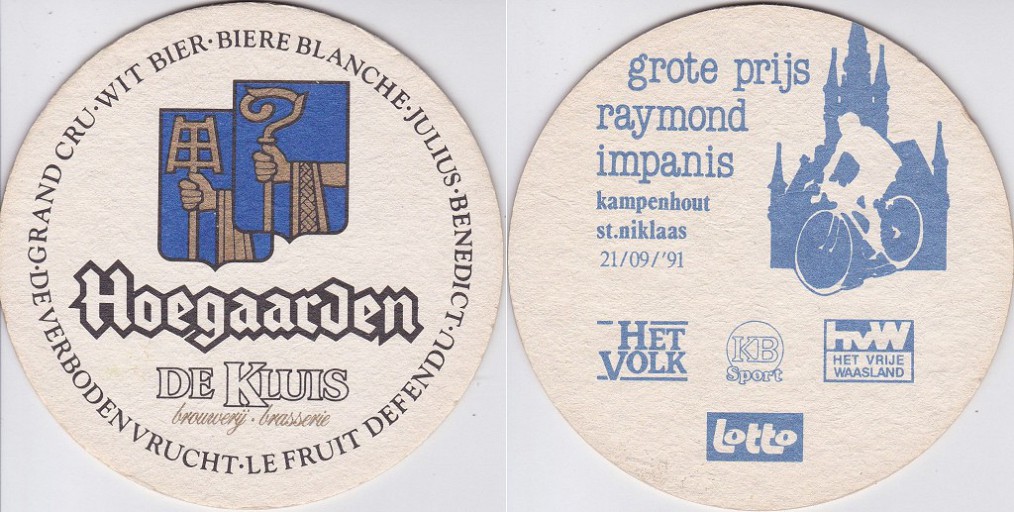 DE VERBODEN VRUCHT·GRAND CRU·WIT BIER·BIERE BLANCHE·JULIUS·BENEDICT·LE FRUIT DEFENDU·
Hoegaarden
DE KLUIS
brouwerij · brasserie
grote prijs
raymond
impanis
kampenhout
st.niklaas
21/09/'91
HET
VOLK
KB
Sport
hvw
HET VRIJE
WAASLAND
Lotto